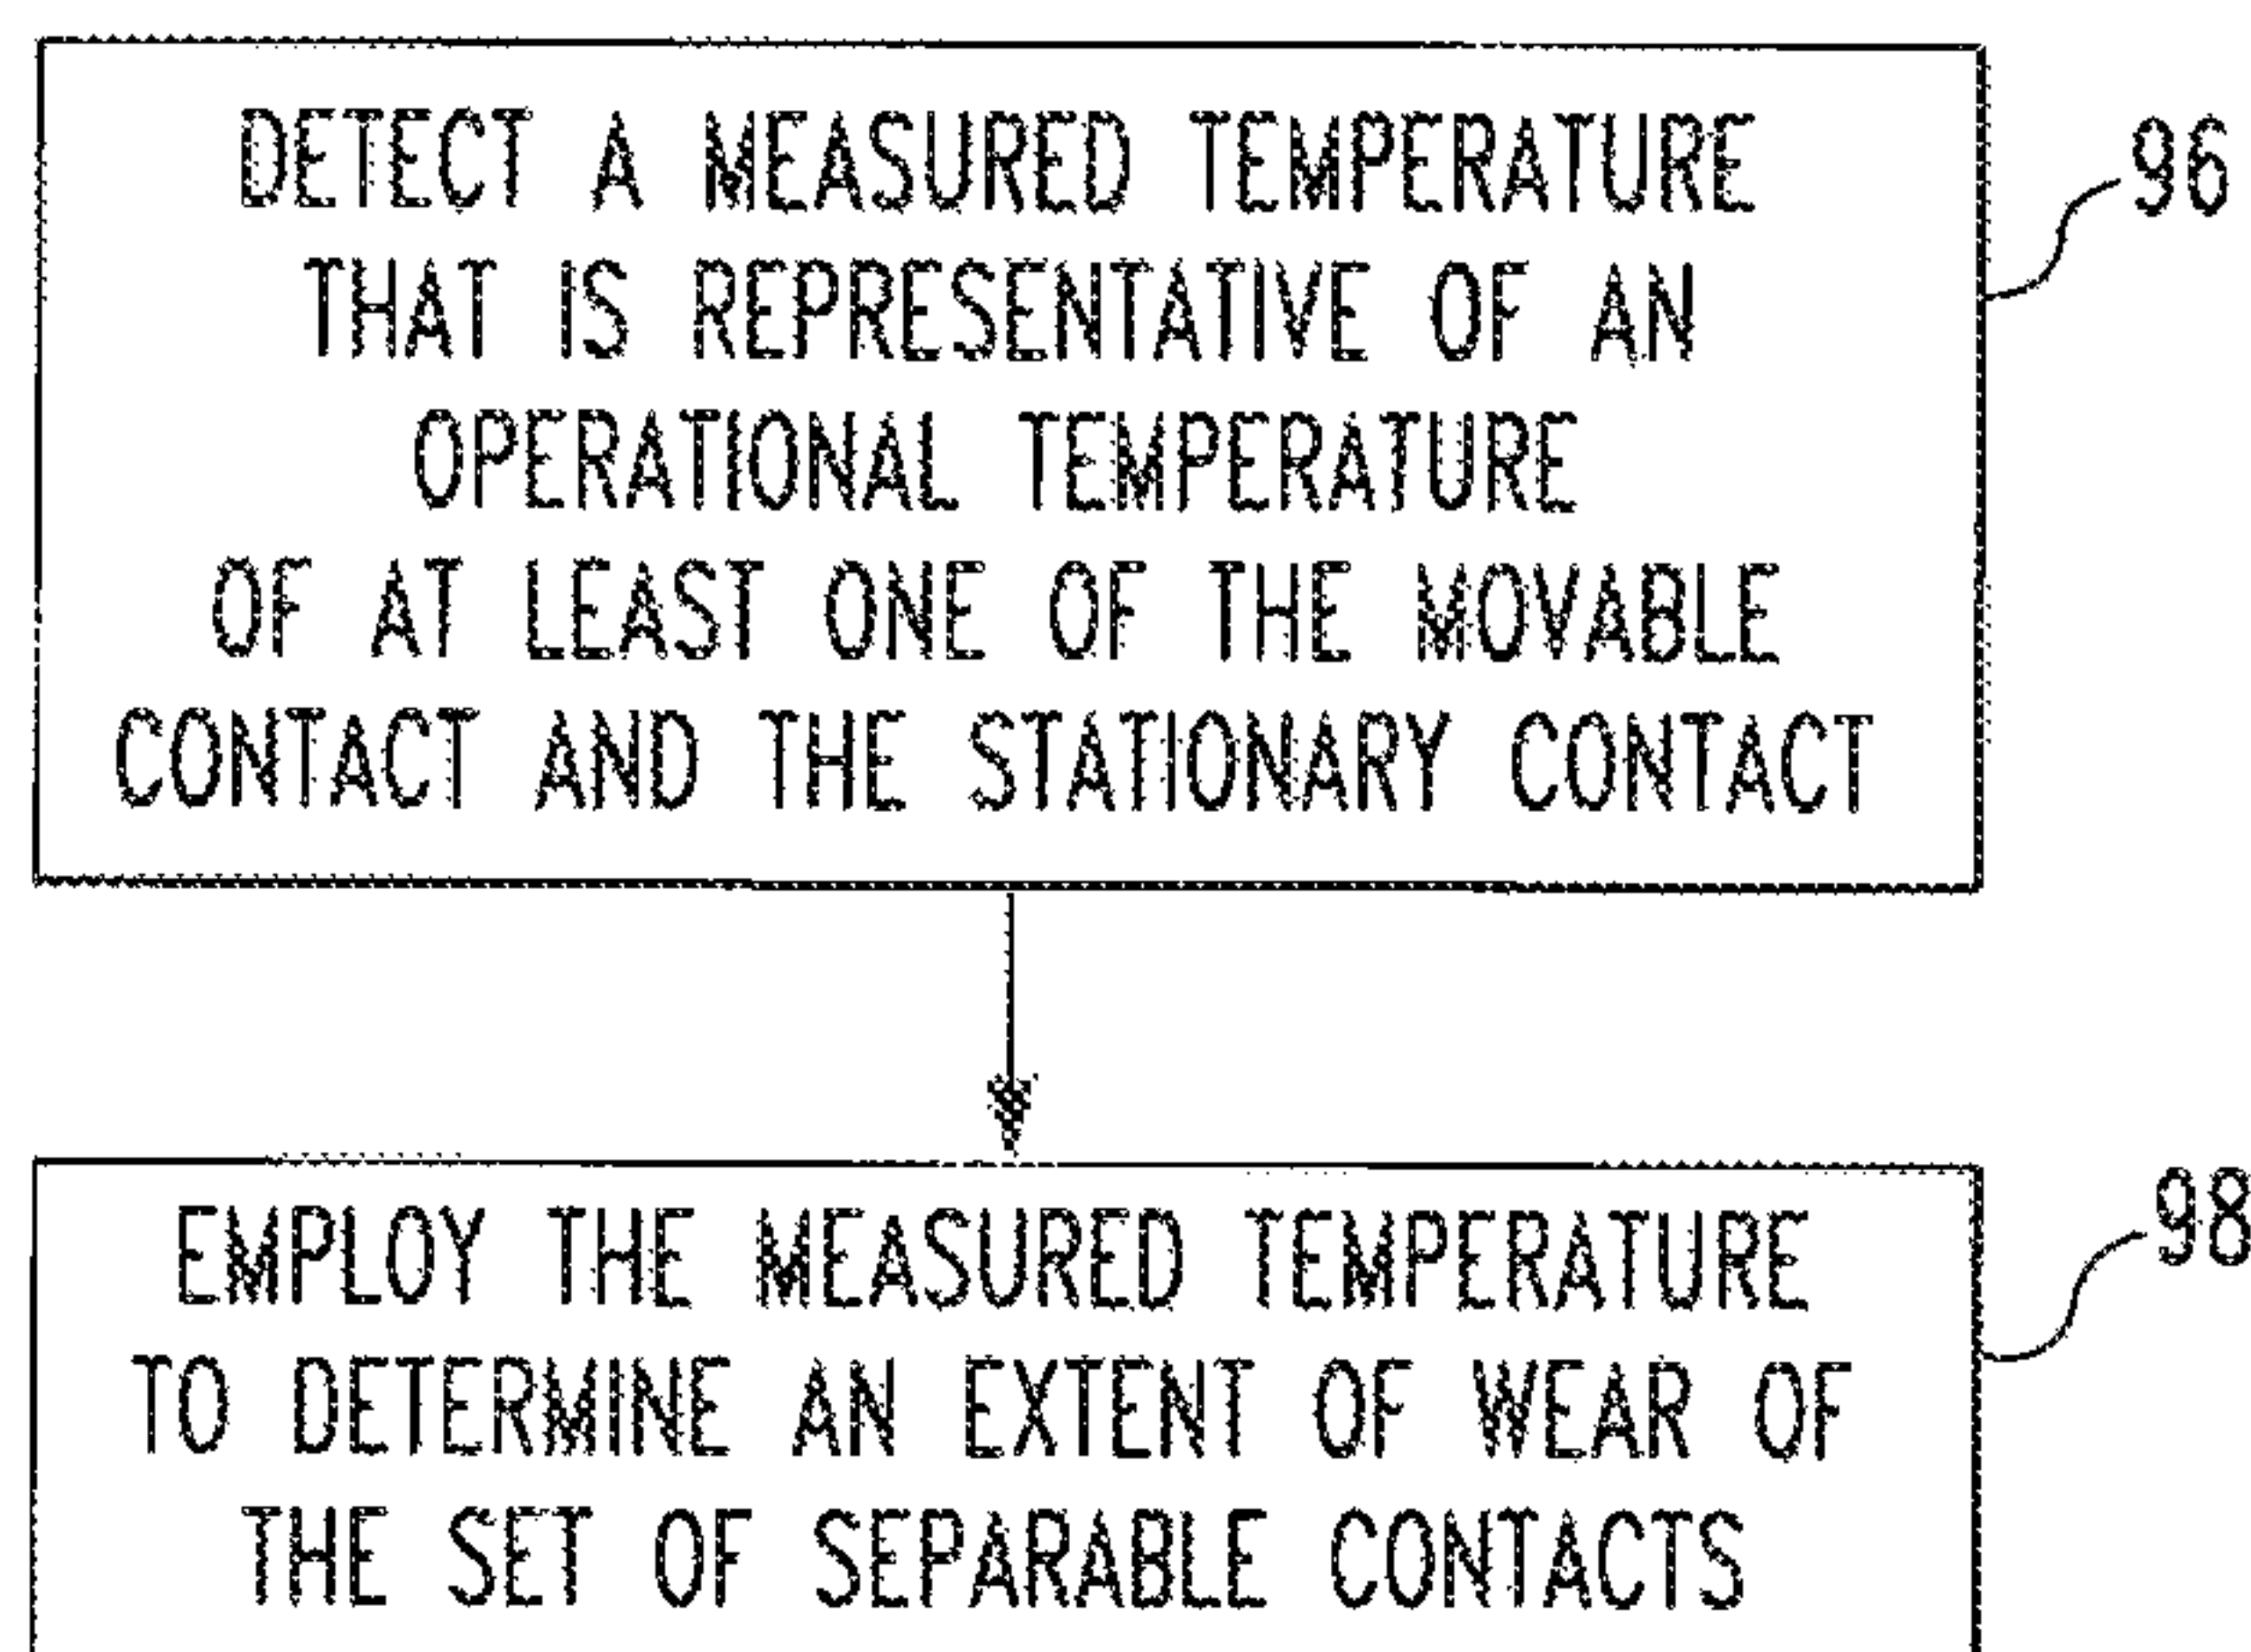 DETECT A MEASURED TEMPERATURE
THAT IS REPRESENTATIVE OF AN
OPERATIONAL TEMPERATURE
OF AT LEAST ONE OF THE MOVABLE
CONTACT AND THE STATIONARY CONTACT
96
EMPLOY THE MEASURED TEMPERATURE
TO DETERMINE AN EXTENT OF WEAR OF
THE SET OF SEPARABLE CONTACTS
98